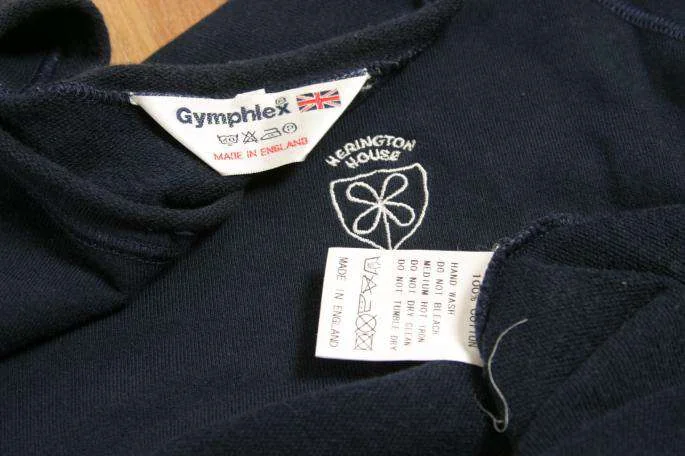 Gymphlex®
MADE IN ENGLAND
HERINGTON
HOUSE
100% COTTON
HAND WASH
DO NOT BLEACH
MEDIUM HOT IRON
DO NOT DRY CLEAN
DO NOT TUMBLE DRY
MADE IN ENGLAND